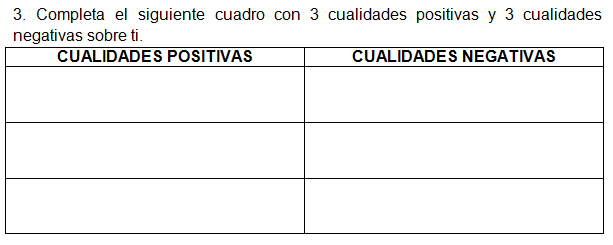 3. Completa el siguiente cuadro con 3 cualidades positivas y 3 cualidades
negativas sobre ti.
CUALIDADES POSITIVAS
CUALIDADES NEGATIVAS